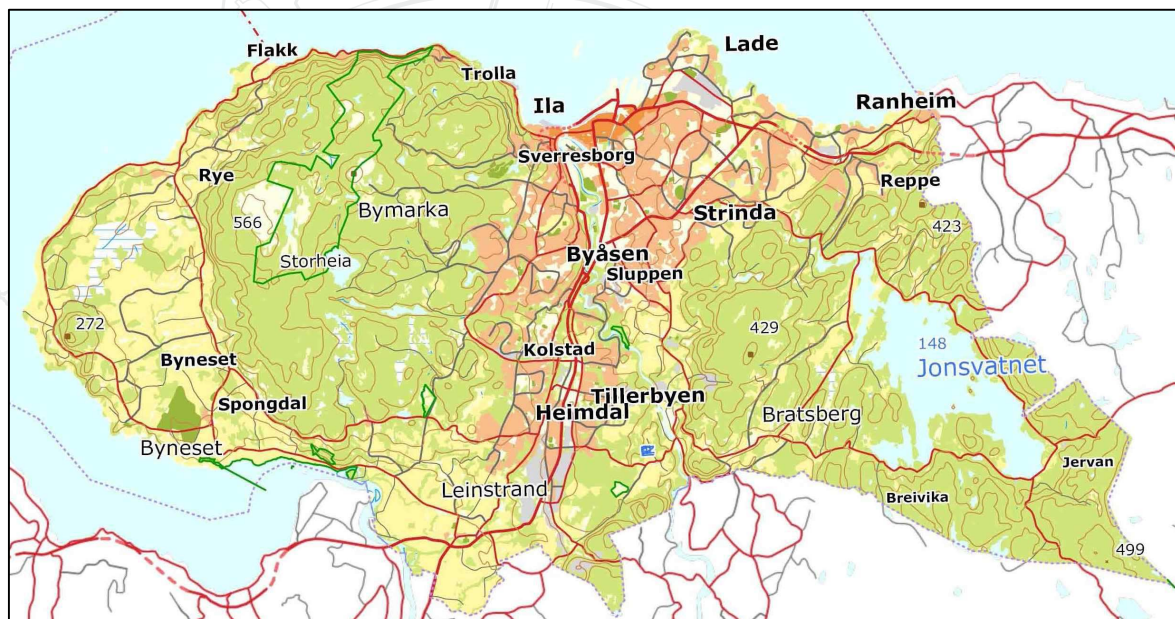 Flakk
Trolla
Lade
Ila
Ranheim
Sverresborg
Rye
Reppe
Bymarka
566
Strinda
423
Storheia
Byåsen
Sluppen
272
429
148
Jonsvatnet
Kolstad
Byneset
Spongdal
Tillerbyen
Heimdal
Bratsberg
Byneset
Leinstrand
Jervan
Breivika
499